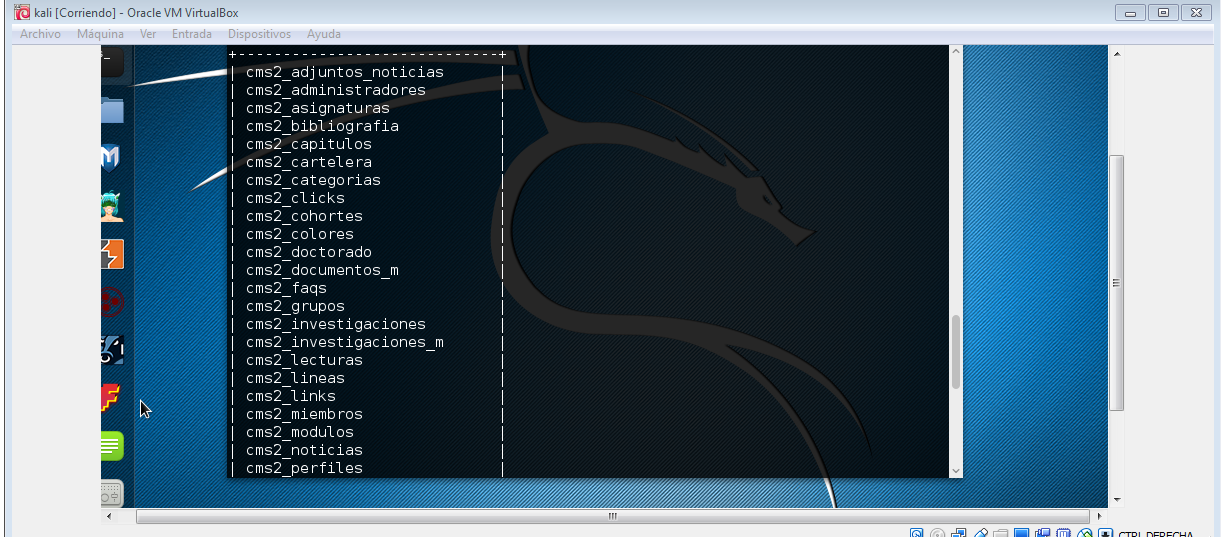 kali [Corriendo] - Oracle VM VirtualBox
Archivo Máquina Ver Entrada Dispositivos Ayuda
+-----------------------------+
| cms2_adjuntos_noticias |
| cms2_administradores |
| cms2_asignaturas |
| cms2_bibliografia |
| cms2_capitulos |
| cms2_cartelera |
| cms2_categorias |
| cms2_clicks |
| cms2_cohortes |
| cms2_colores |
| cms2_doctorado |
| cms2_documentos_m |
| cms2_faqs |
| cms2_grupos |
| cms2_investigaciones |
| cms2_investigaciones_m |
| cms2_lecturas |
| cms2_lineas |
| cms2_links |
| cms2_miembros |
| cms2_modulos |
| cms2_noticias |
| cms2_perfiles |
CTRL DERECHA